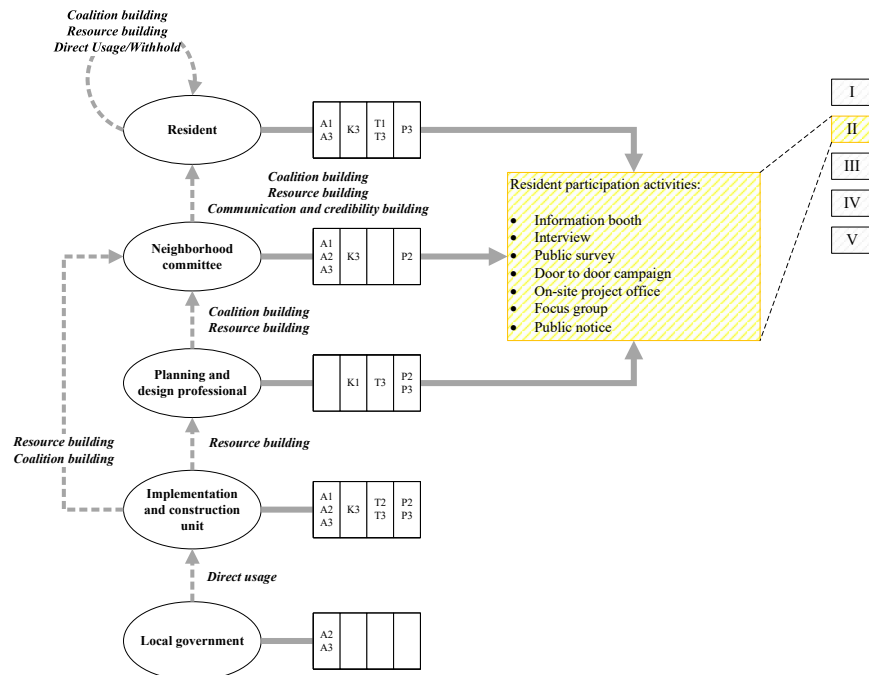 Coalition building
Resource building
Direct Usage/Withhold
Resident
A1
A3
K3
T1
T3
P3
Coalition building
Resource building
Communication and credibility building
Neighborhood
committee
A1
A2
A3
K3
P2
Coalition building
Resource building
Planning and
design professional
K1
T3
P2
P3
Resource building
Coalition building
Resource building
Implementation
and construction
unit
A1
A2
A3
K3
T2
T3
P2
P3
Direct usage
Local government
A2
A3
Resident participation activities:
● Information booth
● Interview
● Public survey
● Door to door campaign
● On-site project office
● Focus group
● Public notice
I
II
III
IV
V